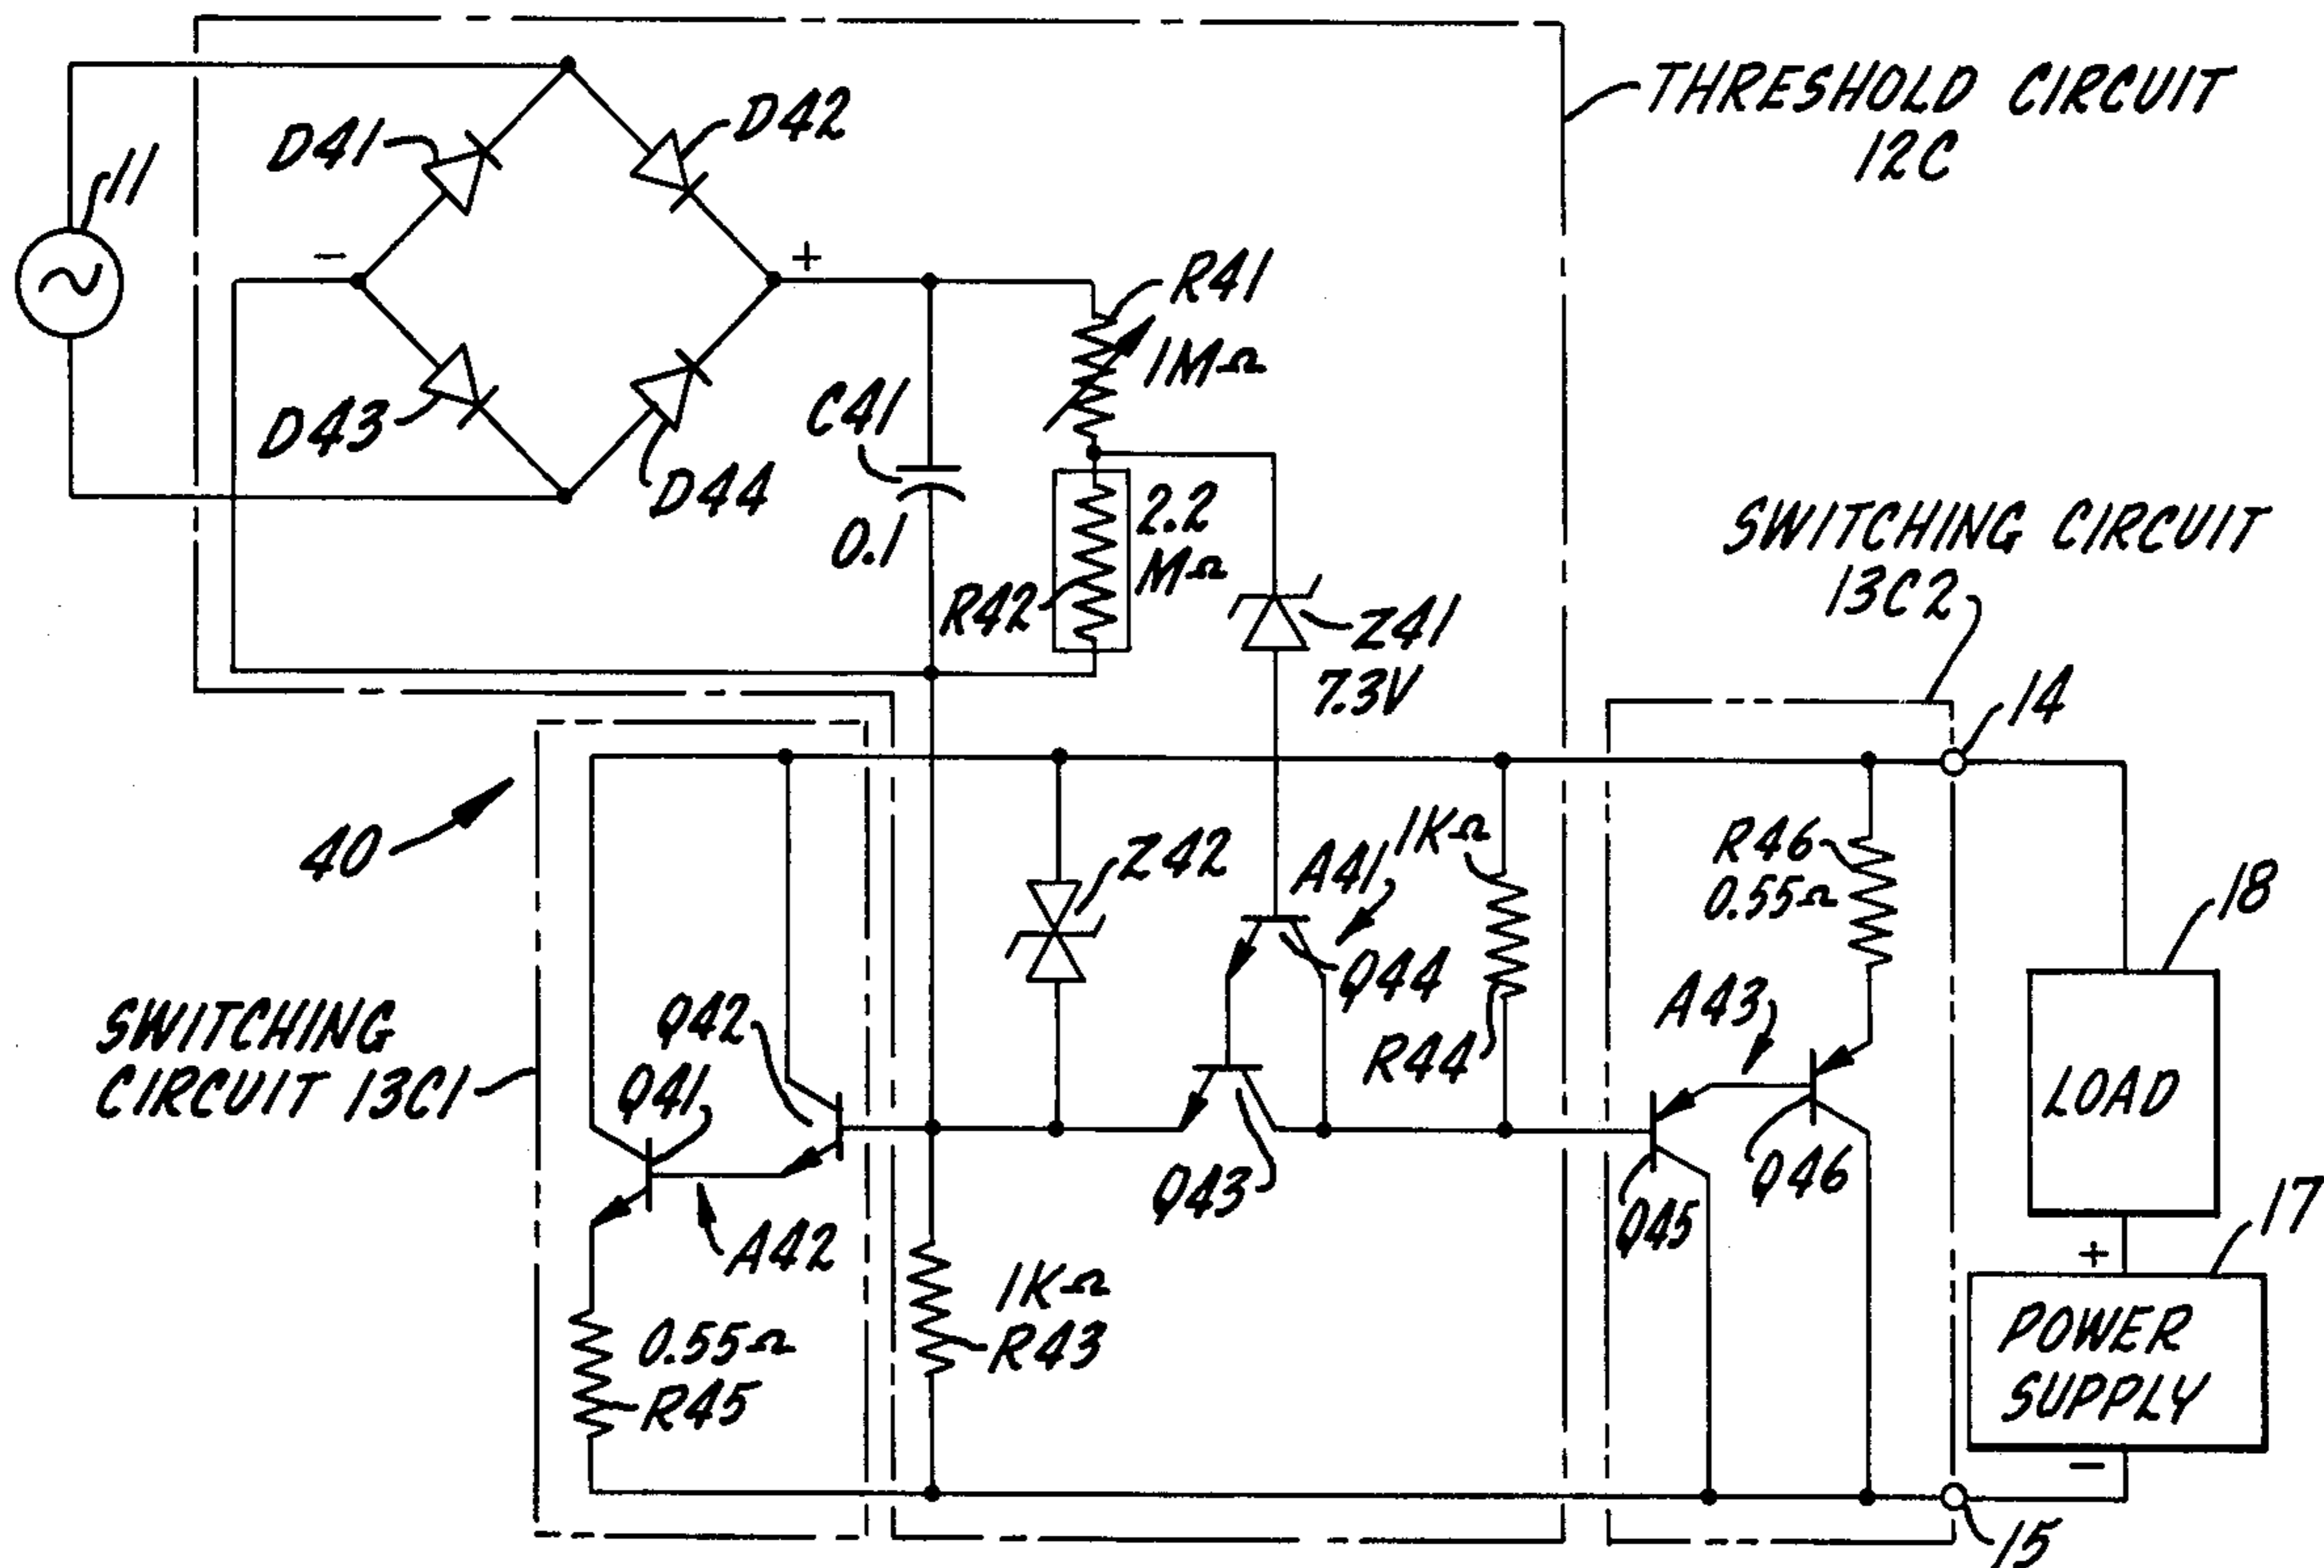 THRESHOLD CIRCUIT
12C
D41
D42
11
-
+
R41
1MΩ
C41
0.1
D43
D44
2.2
MΩ
R42
Z41
7.3V
SWITCHING CIRCUIT
13C2
14
40
Z42
A41
1KΩ
Q44
R44
R46
0.55Ω
A43
18
LOAD
SWITCHING
CIRCUIT 13C1
Q42
Q41
A42
Q43
Q45
Q46
17
+
POWER
SUPPLY
-
1KΩ
R43
0.55Ω
R45
15